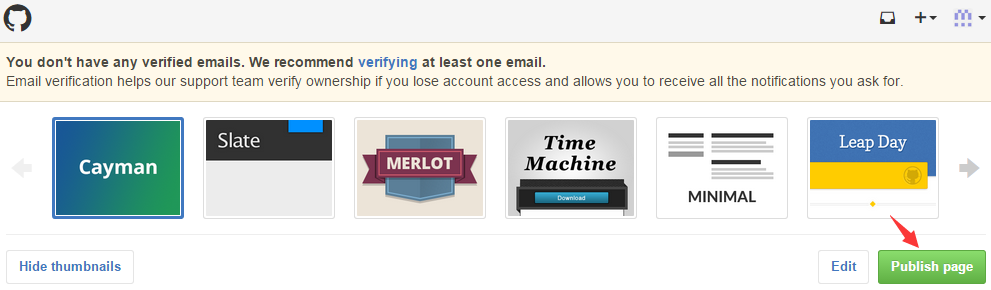 You don't have any verified emails. We recommend verifying at least one email.
Email verification helps our support team verify ownership if you lose account access and allows you to receive all the notifications you ask for.
Cayman
Slate
MERLOT
Time
Machine
Download
MINIMAL
Leap Day
Hide thumbnails
Edit
Publish page